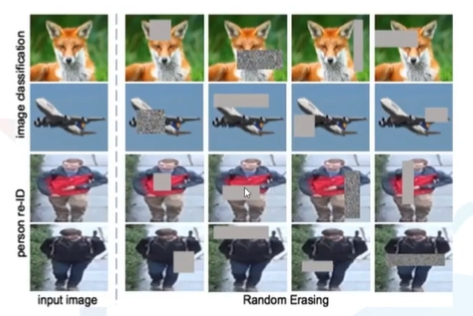 image classification
person re-ID
input image
Random Erasing